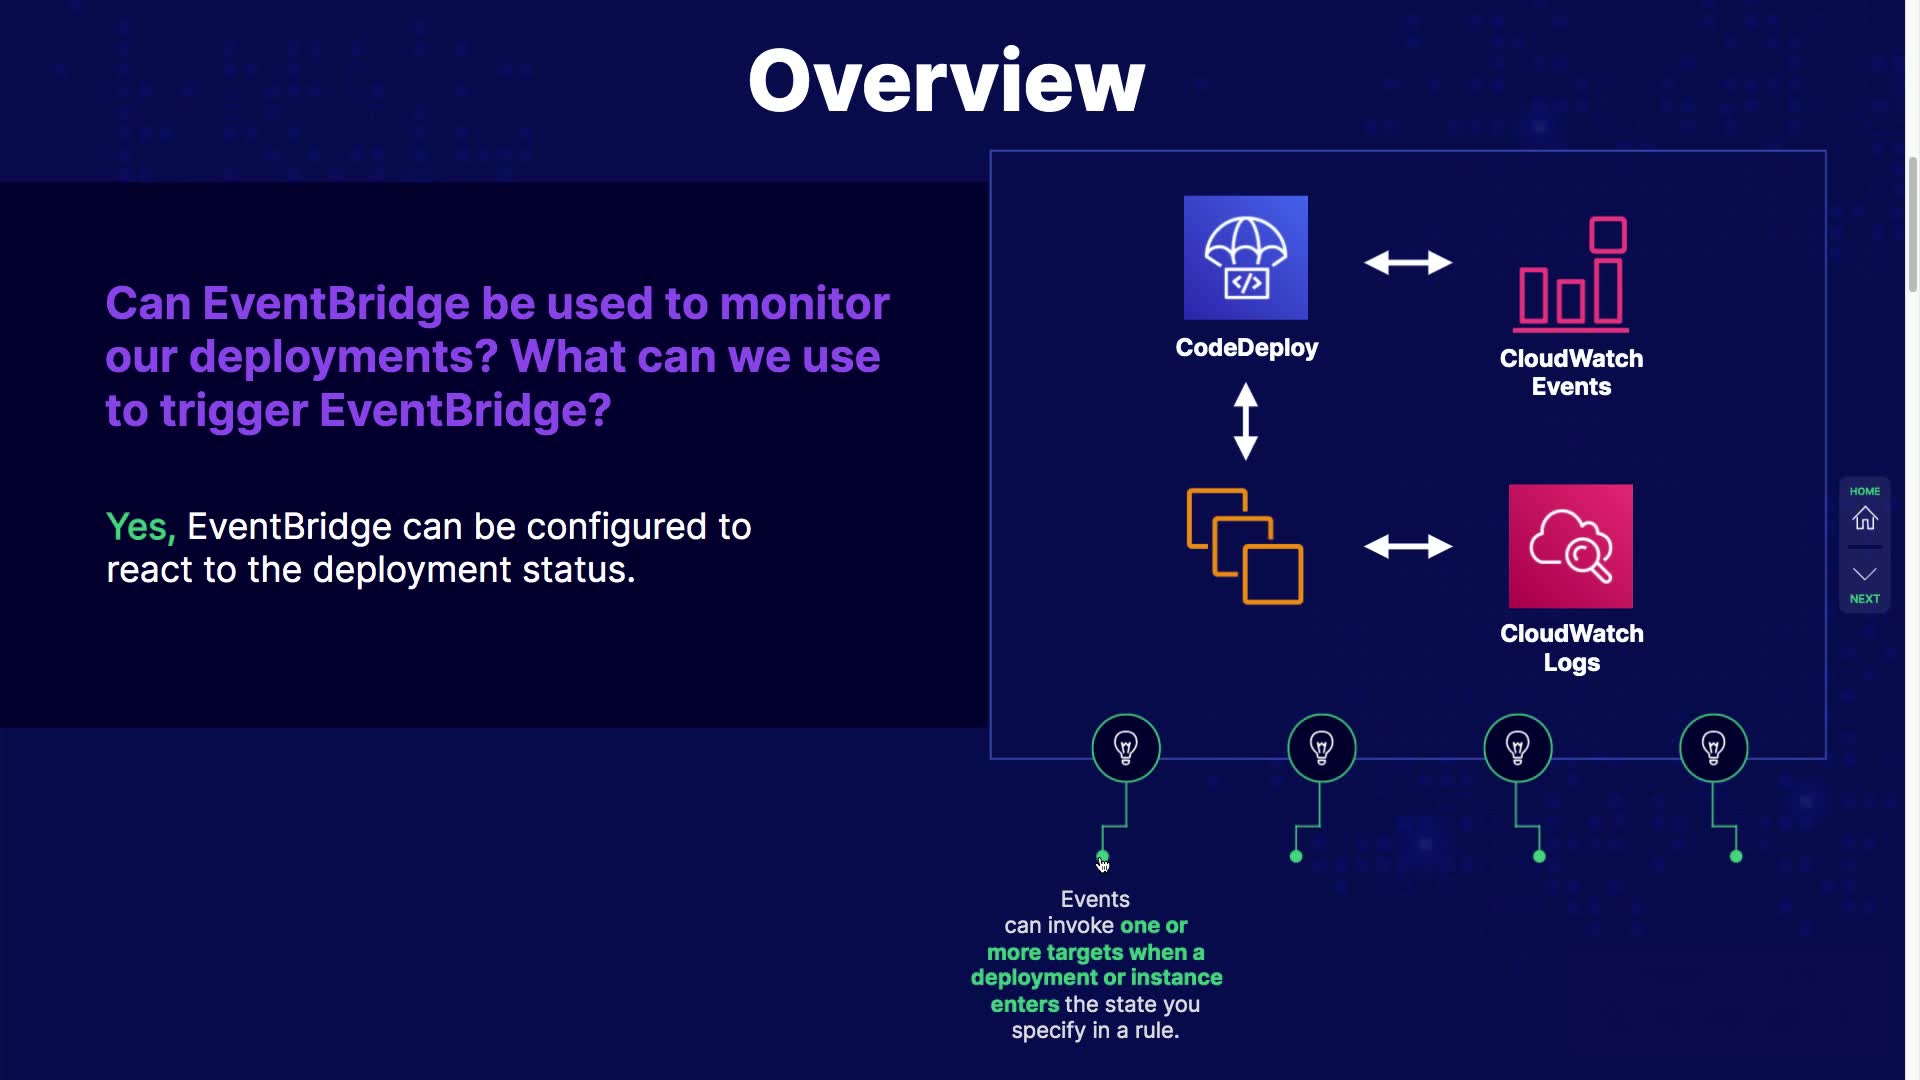 Overview
Can EventBridge be used to monitor
our deployments? What can we use
to trigger EventBridge?
Yes, EventBridge can be configured to
react to the deployment status.
CodeDeploy
CloudWatch
Events
CloudWatch
Logs
HOME
NEXT
Events
can invoke one or
more targets when a
deployment or instance
enters the state you
specify in a rule.